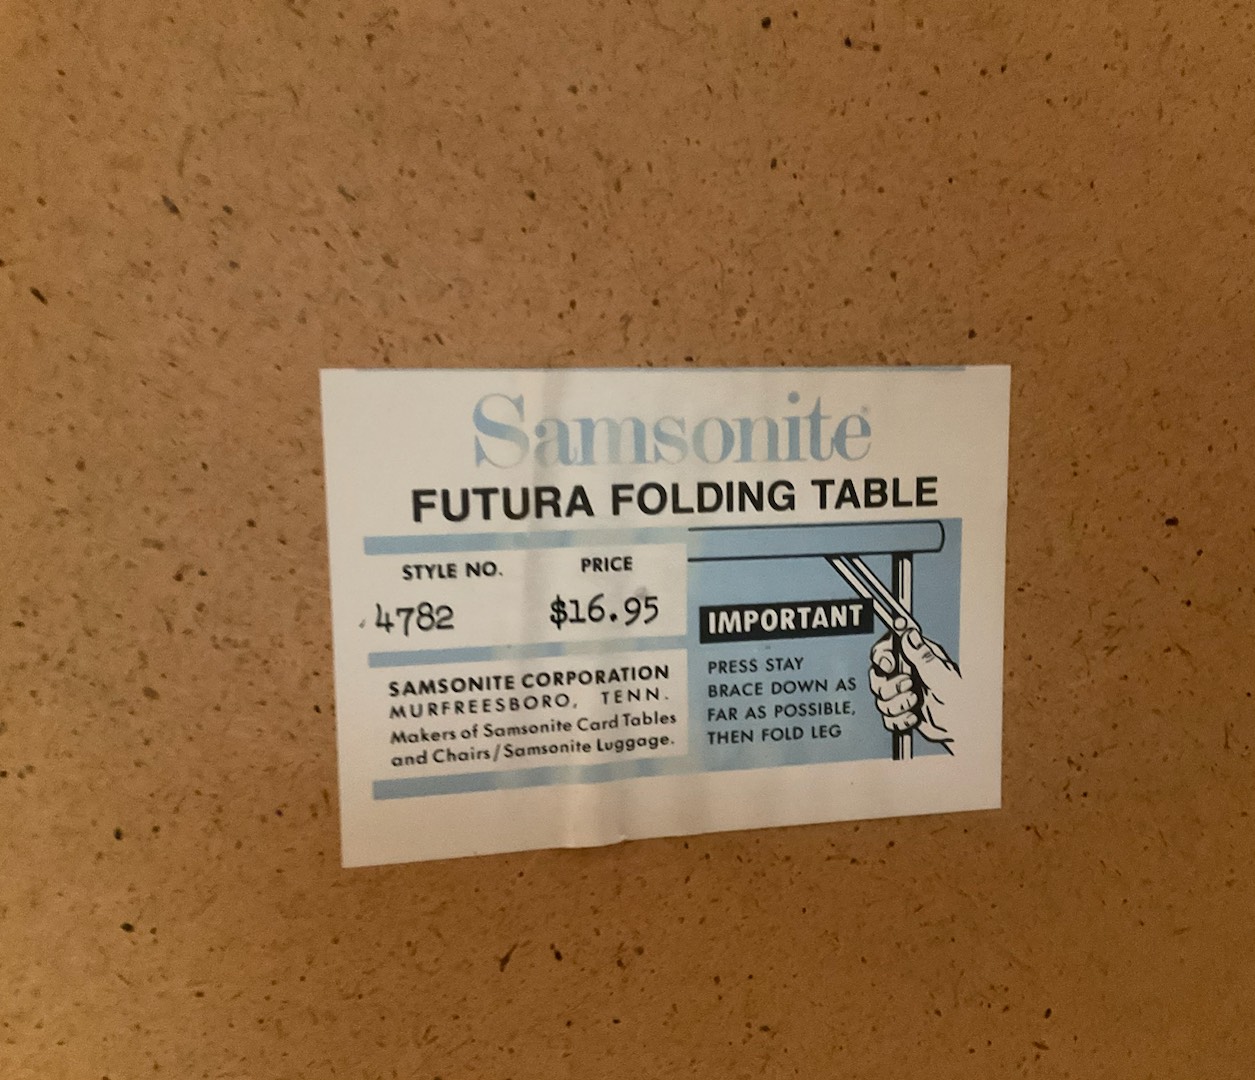 Samsonite®
FUTURA FOLDING TABLE
STYLE NO. PRICE
4782 $16.95
SAMSONITE CORPORATION
MURFREESBORO, TENN.
Makers of Samsonite Card Tables
and Chairs/Samsonite Luggage.
IMPORTANT
PRESS STAY
BRACE DOWN AS
FAR AS POSSIBLE,
THEN FOLD LEG